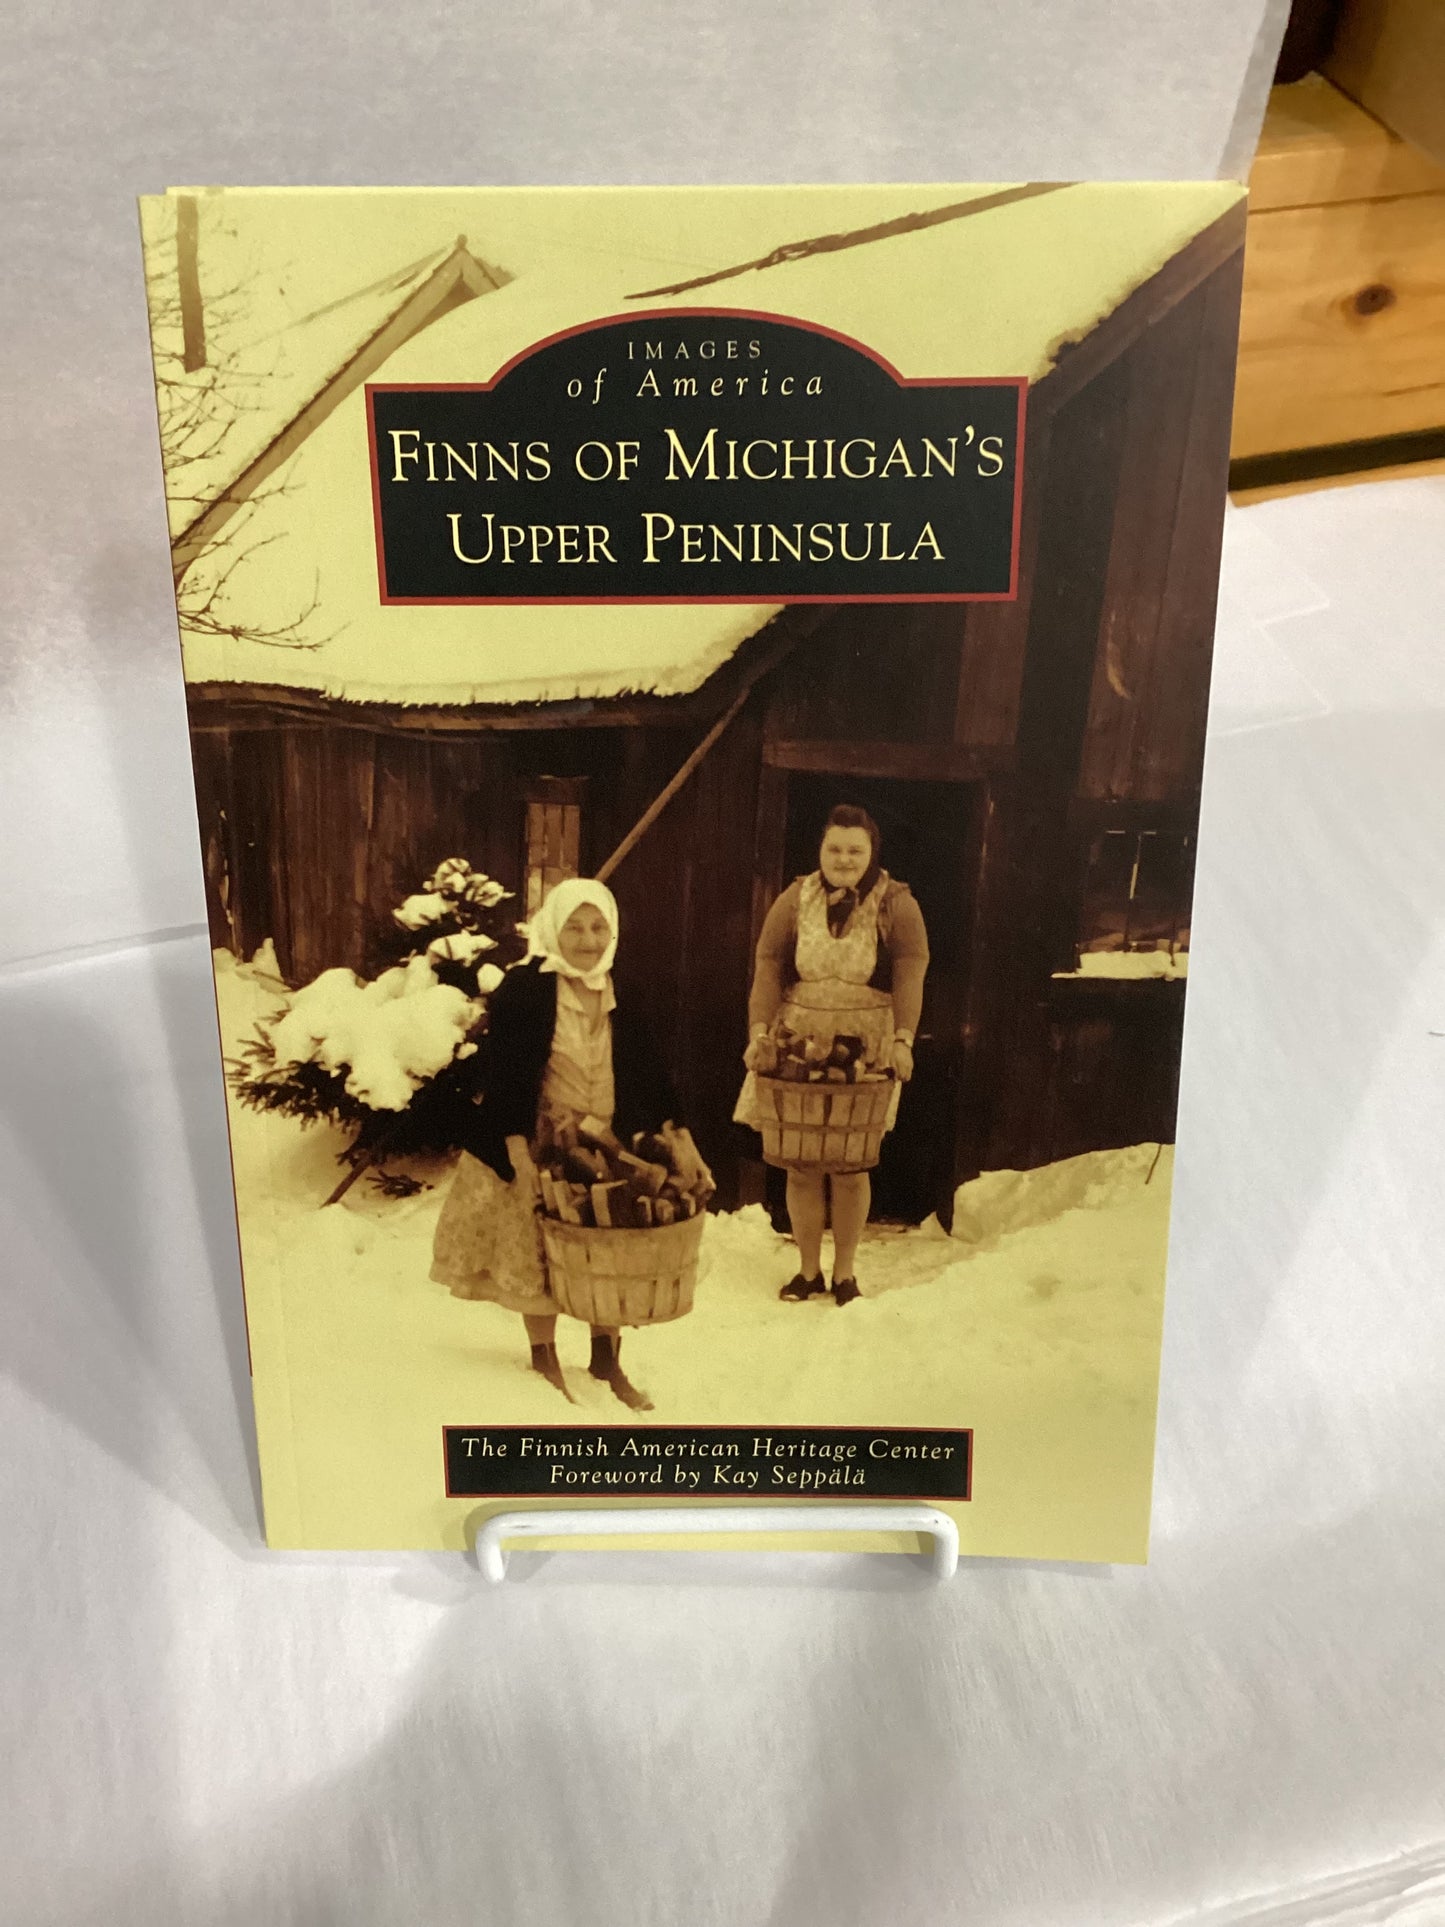 IMAGES
of America
FINNS OF MICHIGAN'S
UPPER PENINSULA
The Finnish American Heritage Center
Foreword by Kay Seppälä